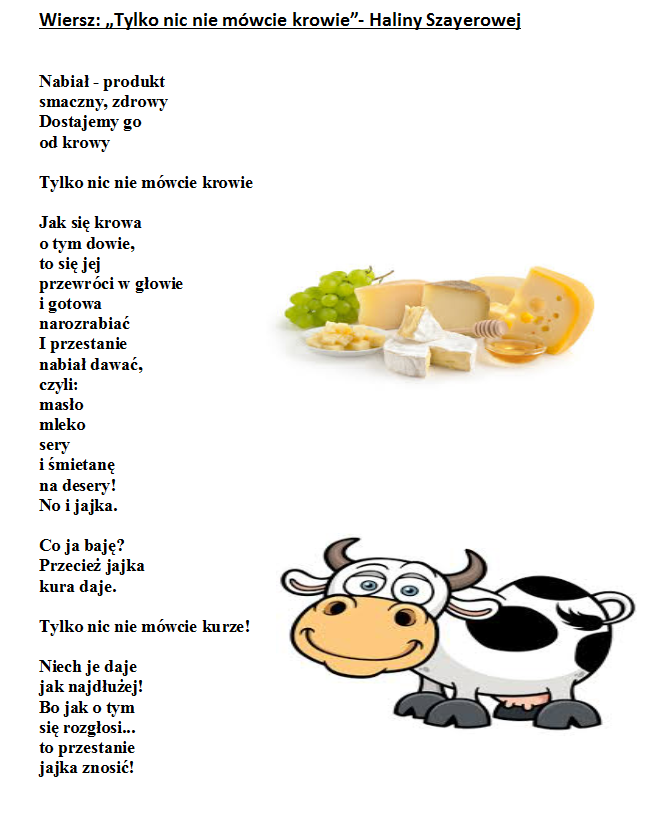 Wiersz: „Tylko nic nie mówcie krowie”- Haliny Szayerowej
Nabiał - produkt
smaczny, zdrowy
Dostajemy go
od krowy
Tylko nic nie mówcie krowie
Jak się krowa
o tym dowie,
to się jej
przewróci w głowie
i gotowa
narozrabiać
I przestanie
nabiał dawać,
czyli:
masło
mleko
sery
i śmietanę
na desery!
No i jajka.
Co ja baję?
Przecież jajka
kura daje.
Tylko nic nie mówcie kurze!
Niech je daje
jak najdłużej!
Bo jak o tym
się rozgłosi...
to przestanie
jajka znosić!